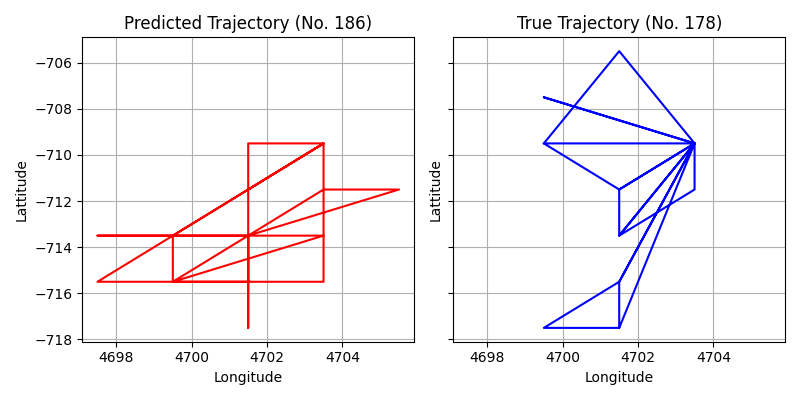 Predicted Trajectory (No. 186)
True Trajectory (No. 178)
−706
−708
−710
−712
−714
−716
−718
Lattitude
Lattitude
4698 4700 4702 4704
4698 4700 4702 4704
Longitude
Longitude